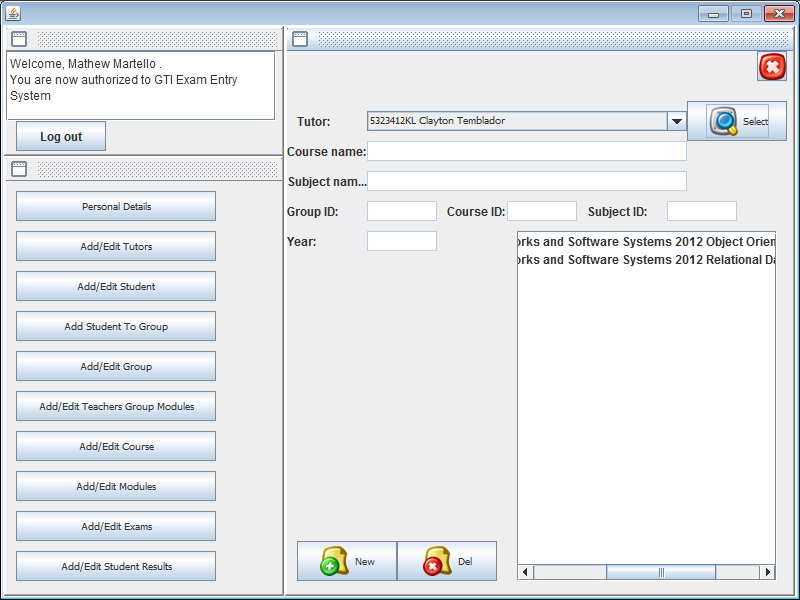 Welcome, Mathew Martello .
You are now authorized to GTI Exam Entry
System
Log out
Personal Details
Add/Edit Tutors
Add/Edit Student
Add Student To Group
Add/Edit Group
Add/Edit Teachers Group Modules
Add/Edit Course
Add/Edit Modules
Add/Edit Exams
Add/Edit Student Results
Tutor: 5323412KL Clayton Temblador Select
Course name:
Subject nam...
Group ID: Course ID: Subject ID:
Year:
orks and Software Systems 2012 Object Orien
orks and Software Systems 2012 Relational Da
New Del